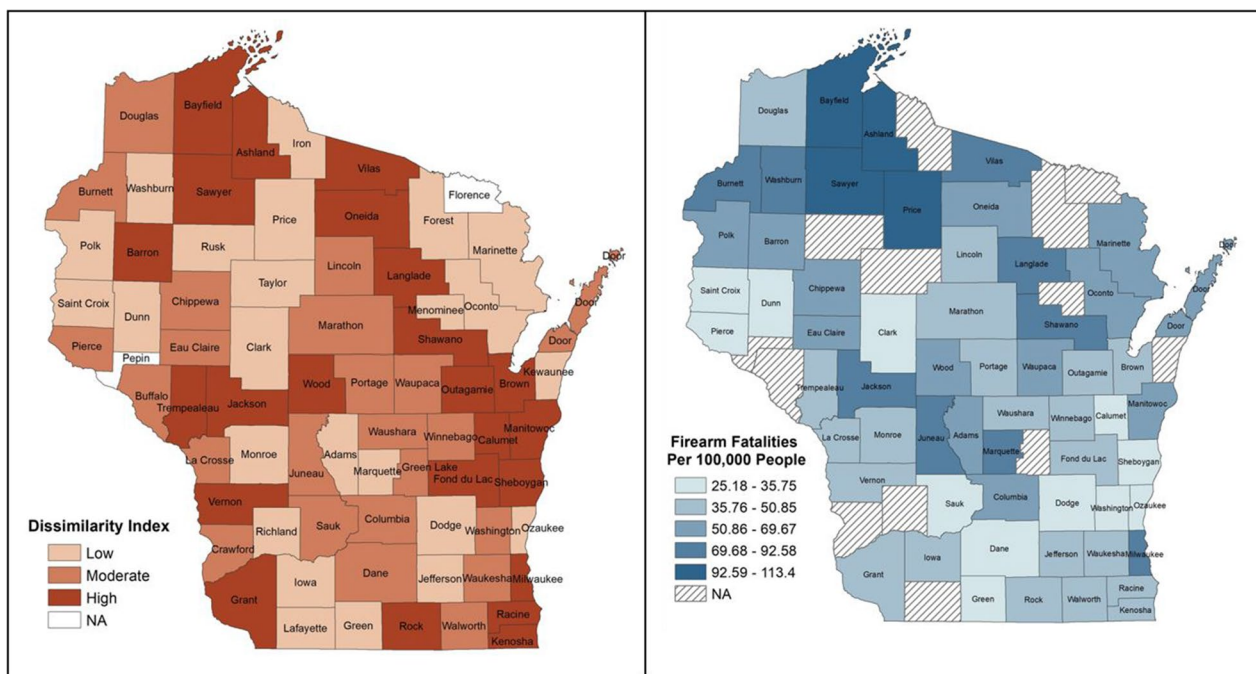 Douglas
Bayfield
Ashland
Iron
Vilas
Burnett
Washburn
Sawyer
Price
Oneida
Forest
Florence
Marinette
Polk
Barron
Rusk
Lincoln
Langlade
Door
Saint Croix
Dunn
Chippewa
Taylor
Menominee
Oconto
Door
Marathon
Pierce
Pepin
Eau Claire
Clark
Shawano
Door
Kewaunee
Buffalo
Trempealeau
Jackson
Wood
Portage
Waupaca
Outagamie
Brown
La Crosse
Monroe
Juneau
Adams
Waushara
Winnebago
Calumet
Manitowoc
Marquette
Green Lake
Fond du Lac
Sheboygan
Vernon
Richland
Sauk
Columbia
Dodge
Washington
Ozaukee
Crawford
Iowa
Dane
Jefferson
Waukesha
Milwaukee
Grant
Lafayette
Green
Rock
Walworth
Racine
Kenosha
Dissimilarity Index
Low
Moderate
High
NA
Douglas
Bayfield
Ashland
Vilas
Burnett
Washburn
Sawyer
Price
Oneida
Marinette
Polk
Barron
Lincoln
Langlade
Door
Saint Croix
Dunn
Chippewa
Oconto
Door
Marathon
Pierce
Eau Claire
Clark
Shawano
Door
Trempealeau
Jackson
Wood
Portage
Waupaca
Outagamie
Brown
La Crosse
Monroe
Juneau
Adams
Waushara
Winnebago
Calumet
Manitowoc
Marquette
Fond du Lac
Sheboygan
Vernon
Sauk
Columbia
Dodge
Washington
Ozaukee
Iowa
Dane
Jefferson
Waukesha
Milwaukee
Grant
Green
Rock
Walworth
Racine
Kenosha
Firearm Fatalities
Per 100,000 People
25.18 - 35.75
35.76 - 50.85
50.86 - 69.67
69.68 - 92.58
92.59 - 113.4
NA